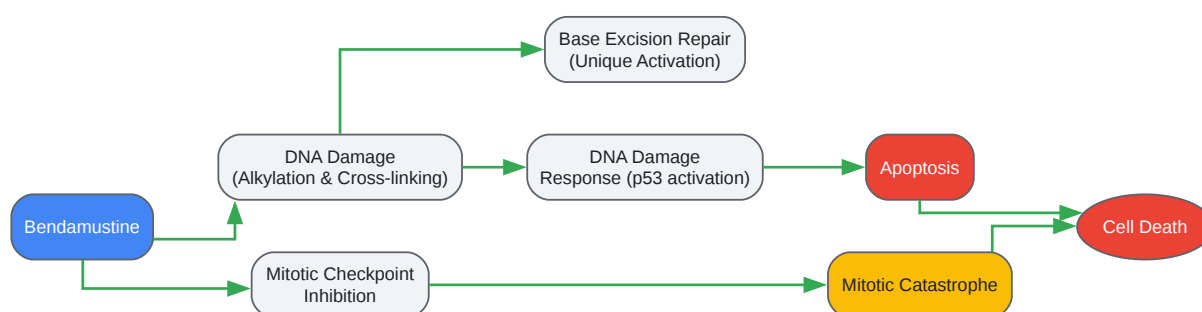 Base Excision Repair
(Unique Activation)
DNA Damage
(Alkylation & Cross-linking)
DNA Damage
Response (p53 activation)
Apoptosis
Bendamustine
Cell Death
Mitotic Checkpoint
Inhibition
Mitotic Catastrophe